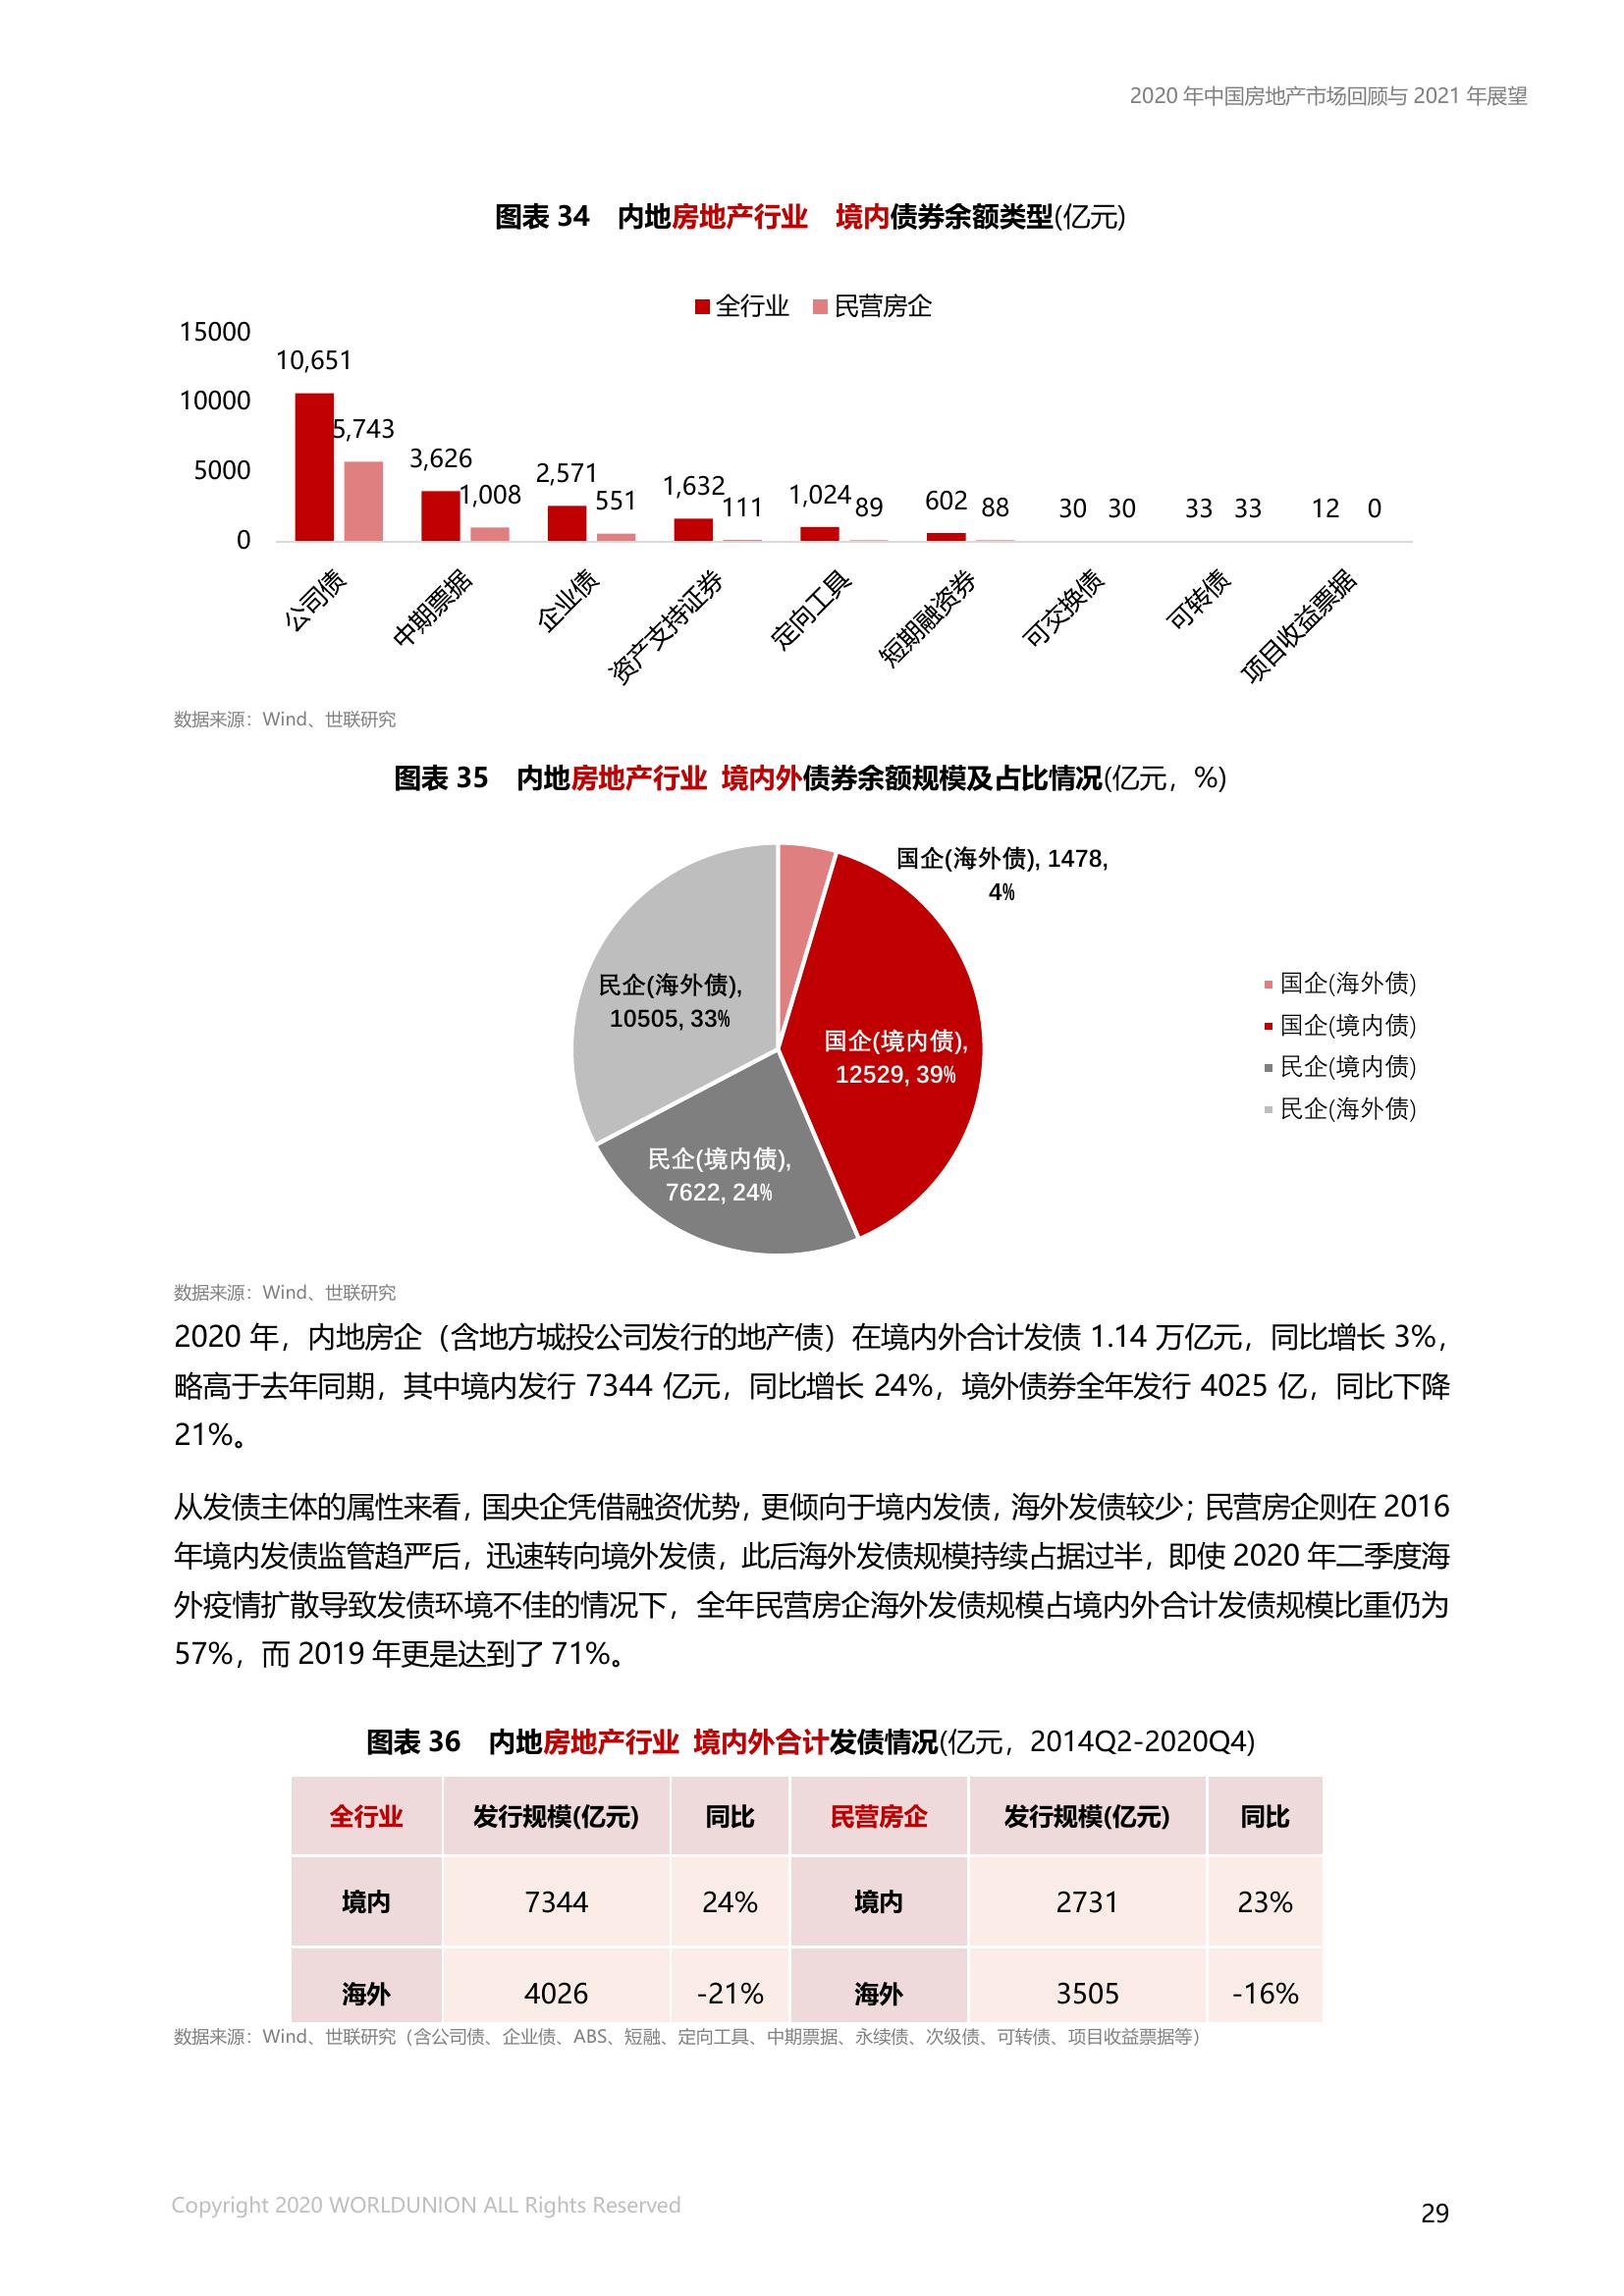 2020 年中国房地产市场回顾与 2021 年展望
图表 34 内地房地产行业 境内债券余额类型(亿元)
全行业 民营房企
15000
10000
5000
0
10,651
5,743
3,626
1,008
2,571
551
1,632
111
1,024
89
602
88
30
30
33
33
12
0
公司债
中期票据
企业债
资产支持证券
定向工具
短期融资券
可交换债
可转债
项目收益票据
数据来源：Wind、世联研究
图表 35 内地房地产行业 境内外债券余额规模及占比情况(亿元，%)
国企(海外债), 1478,
4%
民企(海外债),
10505, 33%
国企(境内债),
12529, 39%
民企(境内债),
7622, 24%
国企(海外债)
国企(境内债)
民企(境内债)
民企(海外债)
数据来源：Wind、世联研究
2020 年，内地房企（含地方城投公司发行的地产债）在境内外合计发债 1.14 万亿元，同比增长 3%，
略高于去年同期，其中境内发行 7344 亿元，同比增长 24%，境外债券全年发行 4025 亿，同比下降
21%。
从发债主体的属性来看，国央企凭借融资优势，更倾向于境内发债，海外发债较少；民营房企则在 2016
年境内发债监管趋严后，迅速转向境外发债，此后海外发债规模持续占据过半，即使 2020 年二季度海
外疫情扩散导致发债环境不佳的情况下，全年民营房企海外发债规模占境内外合计发债规模比重仍为
57%，而 2019 年更是达到了 71%。
图表 36 内地房地产行业 境内外合计发债情况(亿元，2014Q2-2020Q4)
全行业 发行规模(亿元) 同比 民营房企 发行规模(亿元) 同比
境内 7344 24% 境内 2731 23%
海外 4026 -21% 海外 3505 -16%
数据来源：Wind、世联研究（含公司债、企业债、ABS、短融、定向工具、中期票据、永续债、次级债、可转债、项目收益票据等）
Copyright 2020 WORLDUNION ALL Rights Reserved
29